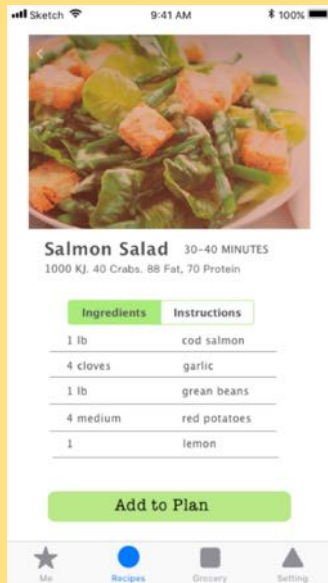 Sketch 9:41 AM 100%
Salmon Salad 30-40 MINUTES
1000 KJ. 40 Crabs. 88 Fat, 70 Protein
Ingredients Instructions
1 lb cod salmon
4 cloves garlic
1 lb grean beans
4 medium red potatoes
1 lemon
Add to Plan
Me Recipes Grocery Setting